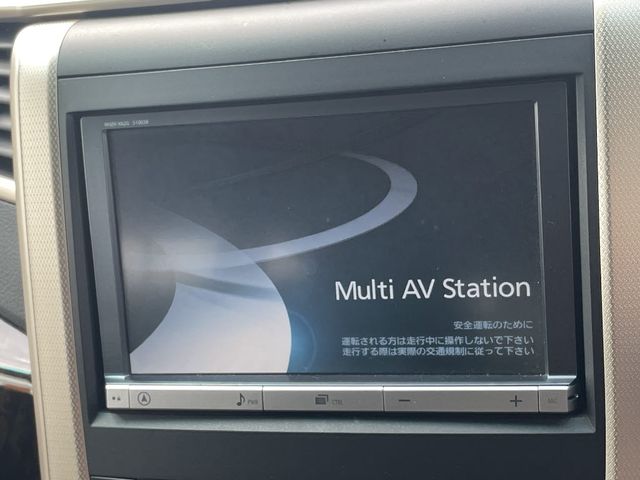 Multi AV Station
安全運転のために
運転される方は走行中に操作しないで下さい
走行する際は実際の交通規制に従って下さい
PWR
CTRL
− +